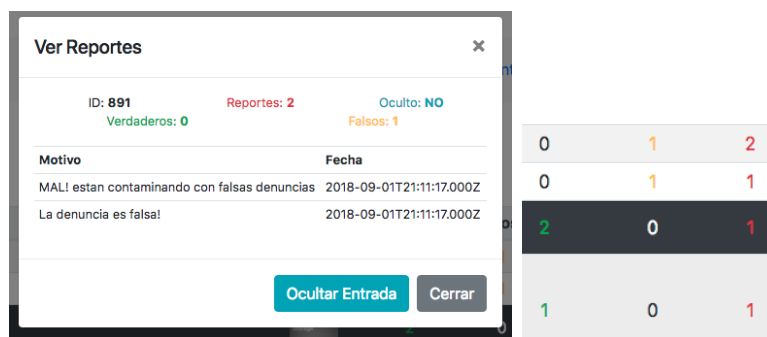 Ver Reportes ×
ID: 891 Reportes: 2 Oculto: NO
Verdaderos: 0 Falsos: 1
Motivo Fecha
MAL! estan contaminando con falsas denuncias 2018-09-01T21:11:17.000Z
La denuncia es falsa! 2018-09-01T21:11:17.000Z
Ocultar Entrada Cerrar
0 1 2
0 1 1
2 0 1
1 0 1